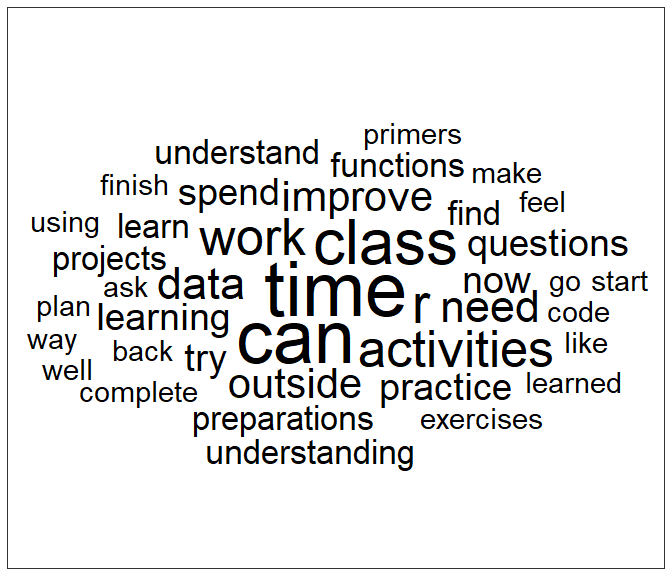 primers
understand functions make
finish spend improve find feel
using learn work class questions
projects
ask data time r need now go start
plan learning code
way back try can activities like
well
complete outside practice learned
preparations exercises
understanding